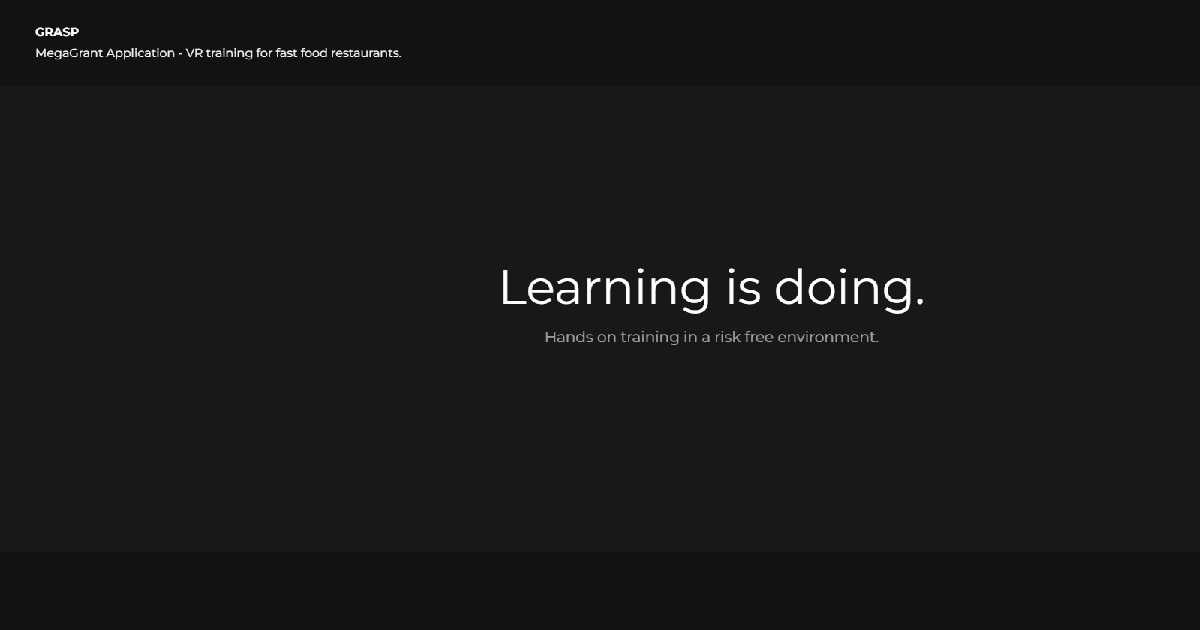 GRASP
MegaGrant Application - VR training for fast food restaurants.
Learning is doing.
Hands on training in a risk free environment.